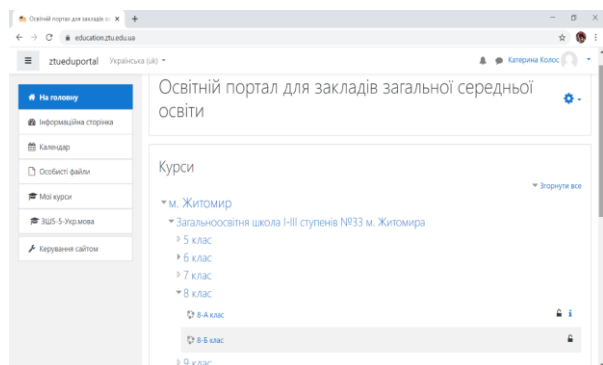 Освітній портал для закладів за
education.ztu.edu.ua
ztueduportal Українська (uk)
Катерина Колос
На головну
Інформаційна сторінка
Календар
Особисті файли
Мої курси
ЗШ5-5-Укр.мова
Керування сайтом
Освітній портал для закладів загальної середньої
освіти
Курси
Згорнути все
м. Житомир
Загальноосвітня школа І-ІІІ ступенів №33 м. Житомира
5 клас
6 клас
7 клас
8 клас
8-А клас
8-Б клас
9 клас